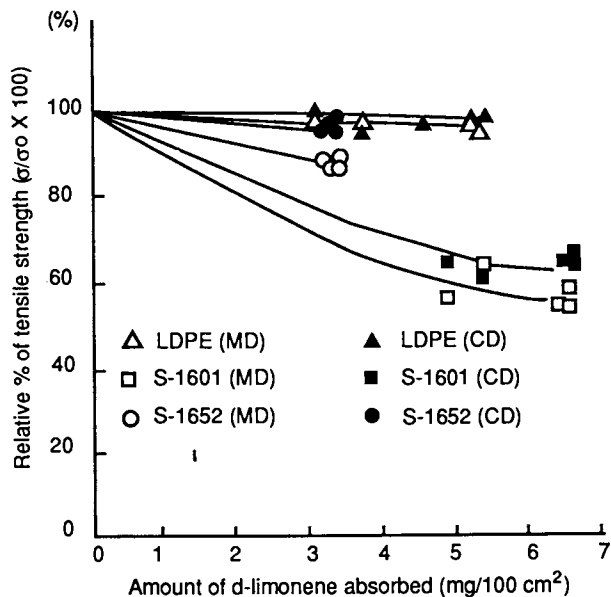 (%)
Relative % of tensile strength (σ/σo X 100)
100
80
60
40
20
0
LDPE (MD)
LDPE (CD)
S-1601 (MD)
S-1601 (CD)
S-1652 (MD)
S-1652 (CD)
0 1 2 3 4 5 6 7
Amount of d-limonene absorbed (mg/100 cm²)